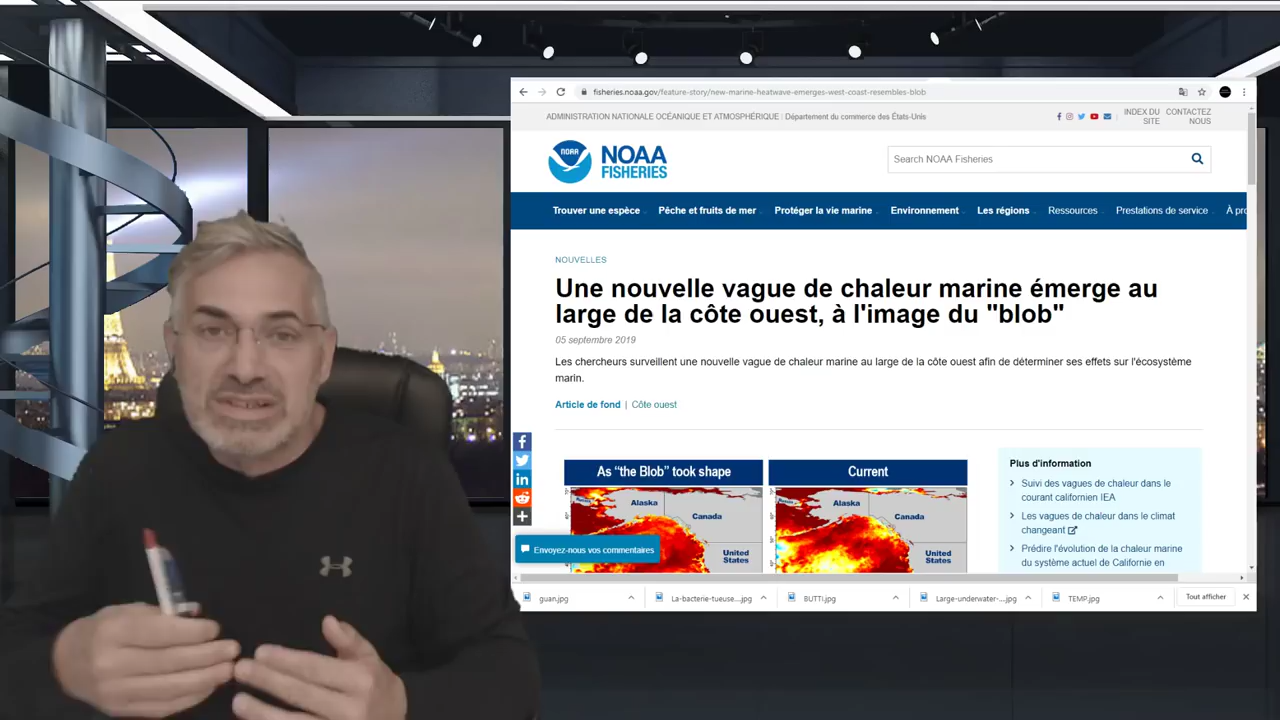 fisheries.noaa.gov/feature-story/new-marine-heatwave-emerges-west-coast-resembles-blob
ADMINISTRATION NATIONALE OCÉANIQUE ET ATMOSPHÉRIQUE | Département du commerce des États-Unis
INDEX DU SITE
CONTACTEZ NOUS
NOAA
NOAA
FISHERIES
Search NOAA Fisheries
Trouver une espèce
Pêche et fruits de mer
Protéger la vie marine
Environnement
Les régions
Ressources
Prestations de service
À pro
NOUVELLES
Une nouvelle vague de chaleur marine émerge au
large de la côte ouest, à l'image du "blob"
05 septembre 2019
Les chercheurs surveillent une nouvelle vague de chaleur marine au large de la côte ouest afin de déterminer ses effets sur l'écosystème
marin.
Article de fond | Côte ouest
As “the Blob” took shape
Current
Alaska
Canada
United
States
Alaska
Canada
United
States
Plus d'information
Suivi des vagues de chaleur dans le
courant californien IEA
Les vagues de chaleur dans le climat
changeant
Prédire l'évolution de la chaleur marine
du système actuel de Californie en
Envoyez-nous vos commentaires
guan.jpg
La-bacterie-tueuse....jpg
BUTTi.jpg
Large-underwater-...jpg
TEMP.jpg
Tout afficher